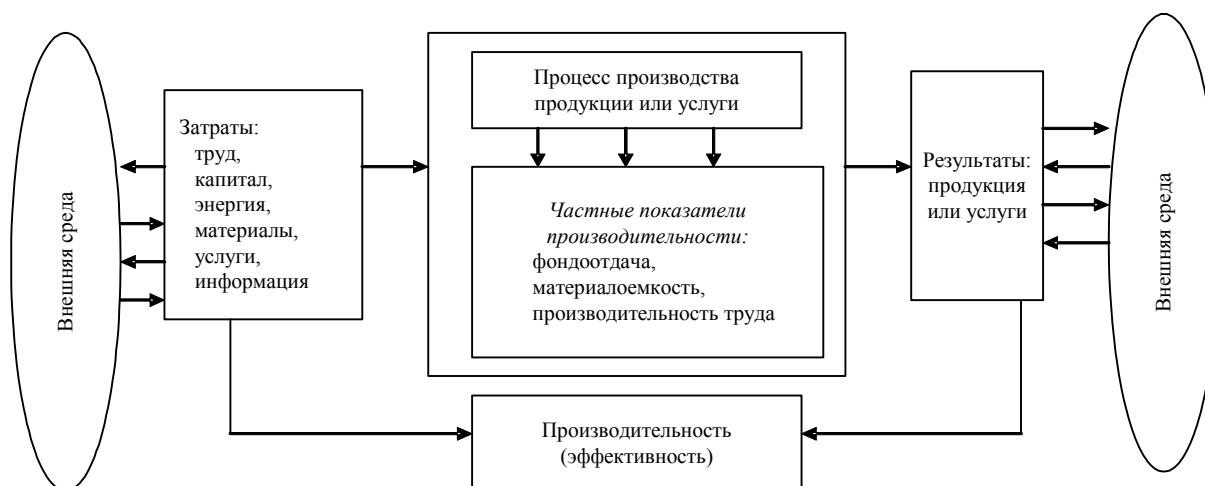 Внешняя среда
Затраты:
труд,
капитал,
энергия,
материалы,
услуги,
информация
Процесс производства
продукции или услуги
Частные показатели
производительности:
фондоотдача,
материалоемкость,
производительность труда
Результаты:
продукция
или услуги
Внешняя среда
Производительность
(эффективность)